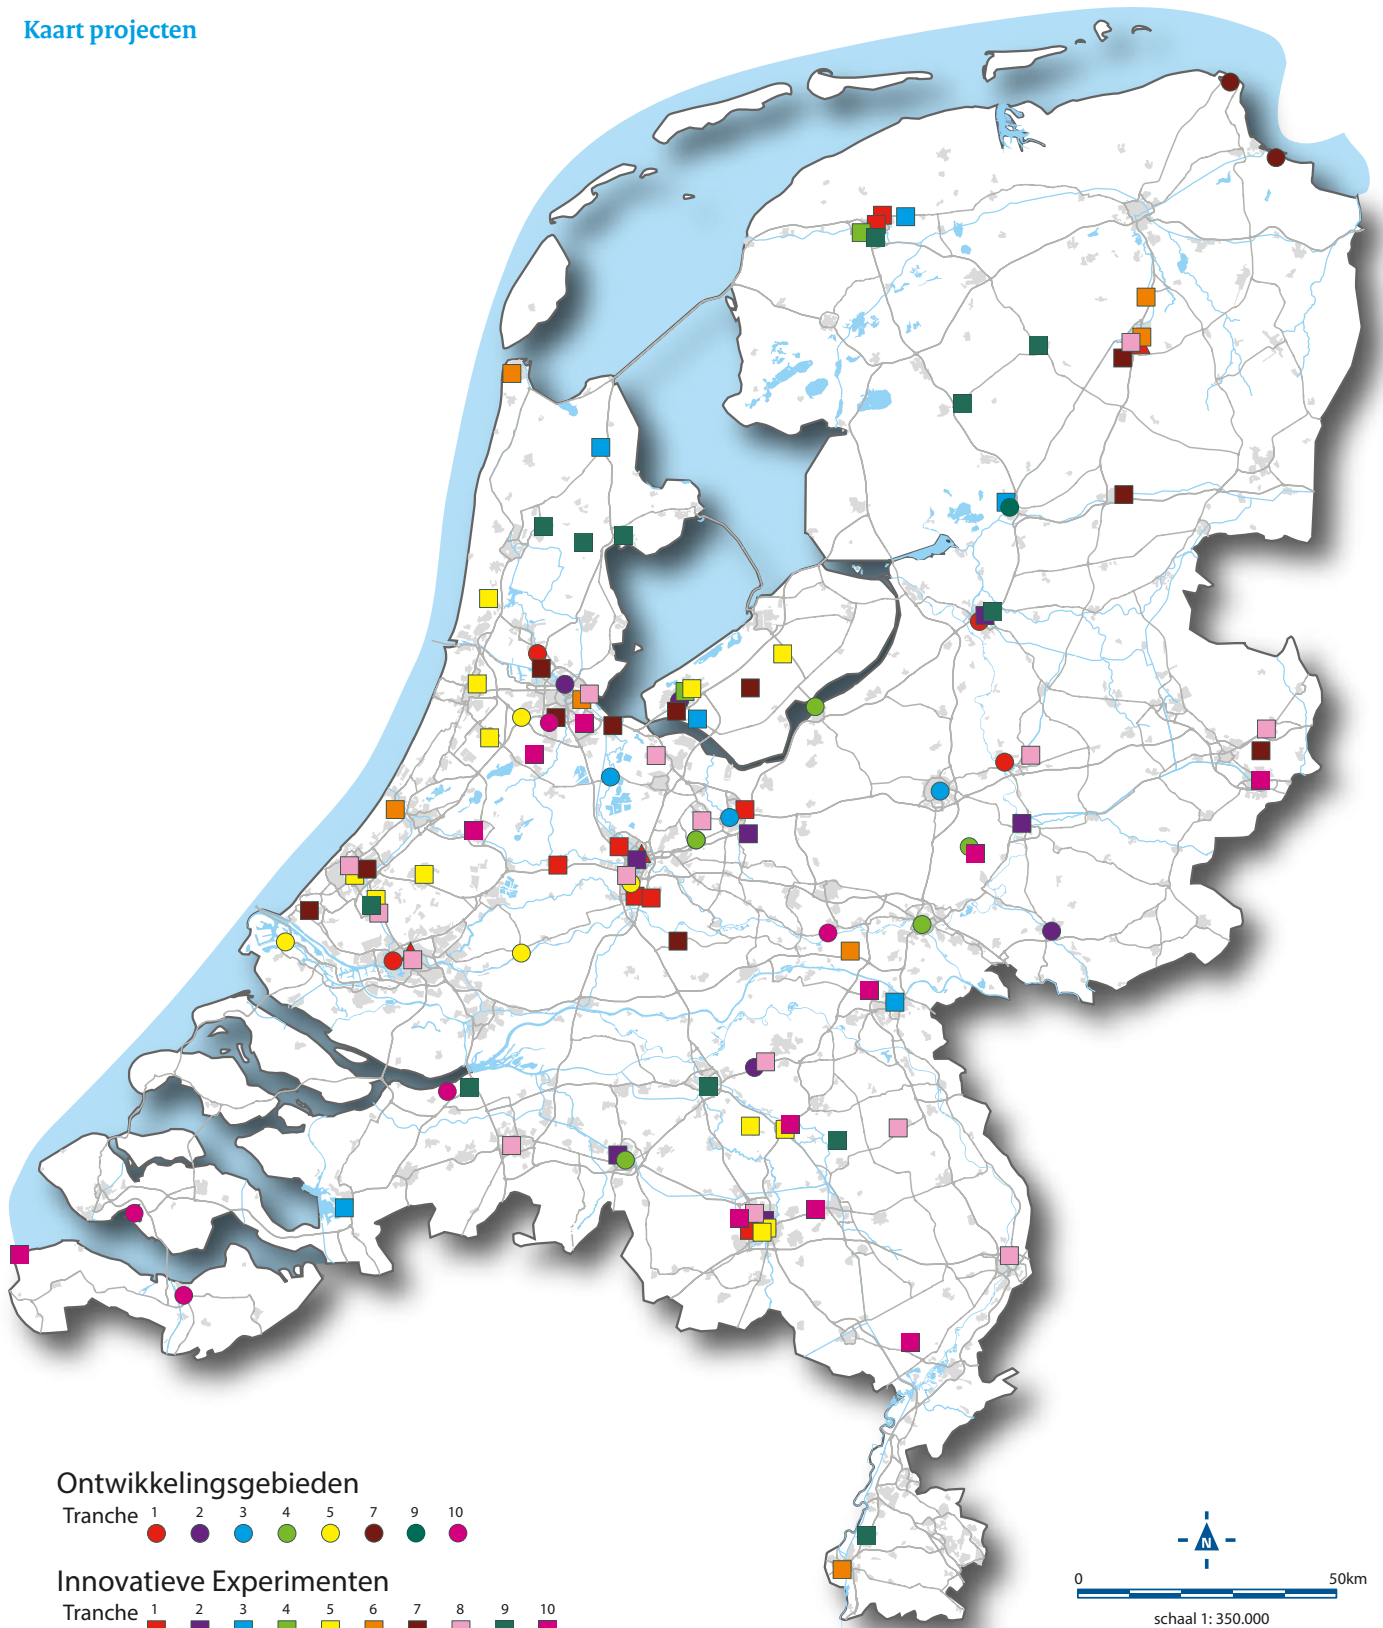 Kaart projecten
Ontwikkelingsgebieden
Tranche 1 2 3 4 5 7 9 10
Innovatieve Experimenten
Tranche 1 2 3 4 5 6 7 8 9 10
N
0 50km
schaal 1: 350.000